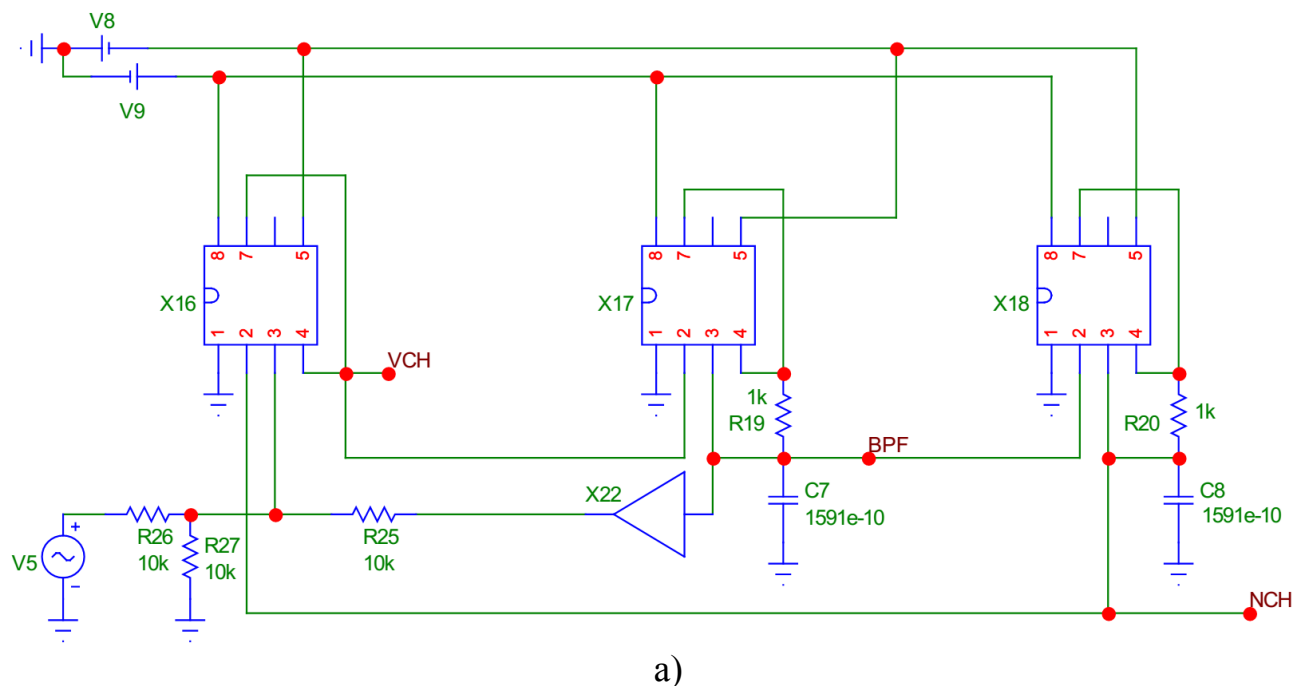 V8
V9
8 7 5
X16
1 2 3 4
VCH
8 7 5
X17
1 2 3 4
1k
R19
BPF
8 7 5
X18
1 2 3 4
1k
R20
X22
C7
1591e-10
C8
1591e-10
V5
+
-
R26
10k
R27
10k
R25
10k
NCH
a)